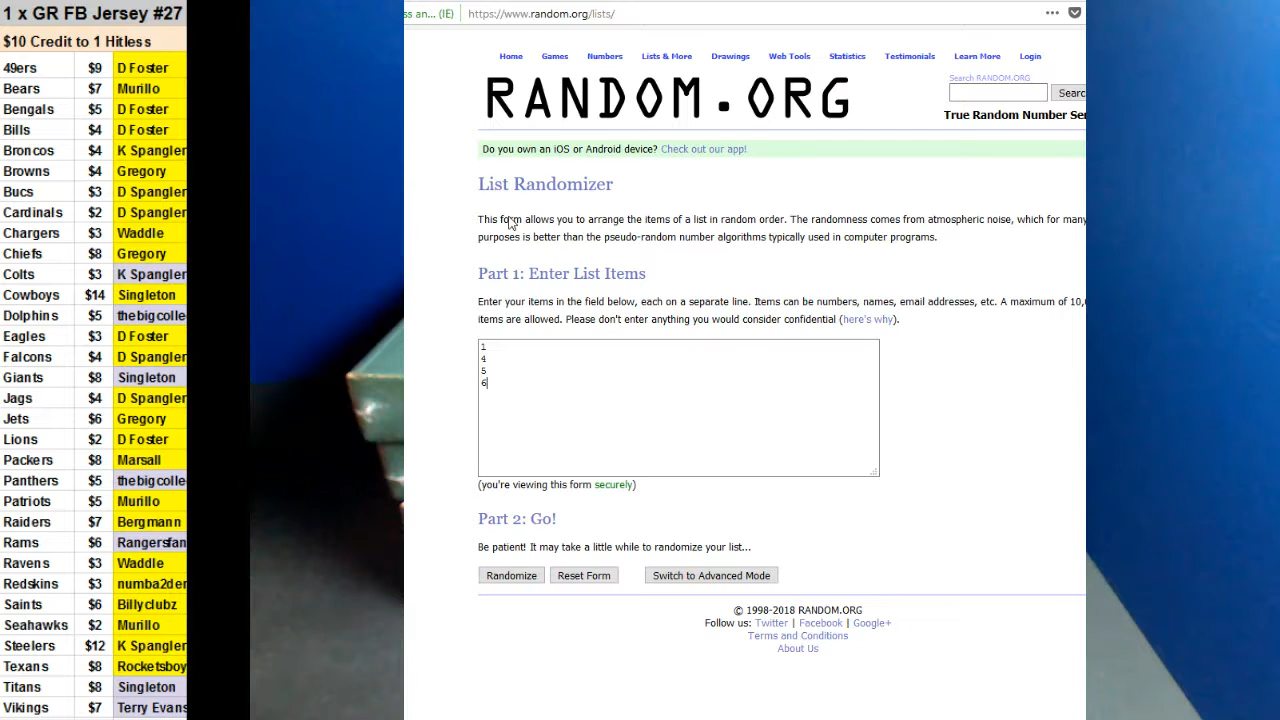 1 x GR FB Jersey #27
$10 Credit to 1 Hitless
49ers $9 D Foster
Bears $7 Murillo
Bengals $5 D Foster
Bills $4 D Foster
Broncos $4 K Spangler
Browns $4 Gregory
Bucs $3 D Spangler
Cardinals $2 D Spangler
Chargers $3 Waddle
Chiefs $8 Gregory
Colts $3 K Spangler
Cowboys $14 Singleton
Dolphins $5 thebigcolle
Eagles $3 D Foster
Falcons $4 D Spangler
Giants $8 Singleton
Jags $4 D Spangler
Jets $6 Gregory
Lions $2 D Foster
Packers $8 Marsall
Panthers $5 thebigcolle
Patriots $5 Murillo
Raiders $7 Bergmann
Rams $6 Rangersfan
Ravens $3 Waddle
Redskins $3 numba2der
Saints $6 Billyclubz
Seahawks $2 Murillo
Steelers $12 K Spangler
Texans $8 Rocketsboy
Titans $8 Singleton
Vikings $7 Terry Evans
ss an... (IE) https://www.random.org/lists/
Home Games Numbers Lists & More Drawings Web Tools Statistics Testimonials Learn More Login
RANDOM.ORG
Search RANDOM.ORG
Searc
True Random Number Ser
Do you own an iOS or Android device? Check out our app!
List Randomizer
This form allows you to arrange the items of a list in random order. The randomness comes from atmospheric noise, which for many
purposes is better than the pseudo-random number algorithms typically used in computer programs.
Part 1: Enter List Items
Enter your items in the field below, each on a separate line. Items can be numbers, names, email addresses, etc. A maximum of 10,0
items are allowed. Please don't enter anything you would consider confidential (here's why).
1
4
5
6
(you're viewing this form securely)
Part 2: Go!
Be patient! It may take a little while to randomize your list...
Randomize Reset Form Switch to Advanced Mode
© 1998-2018 RANDOM.ORG
Follow us: Twitter | Facebook | Google+
Terms and Conditions
About Us